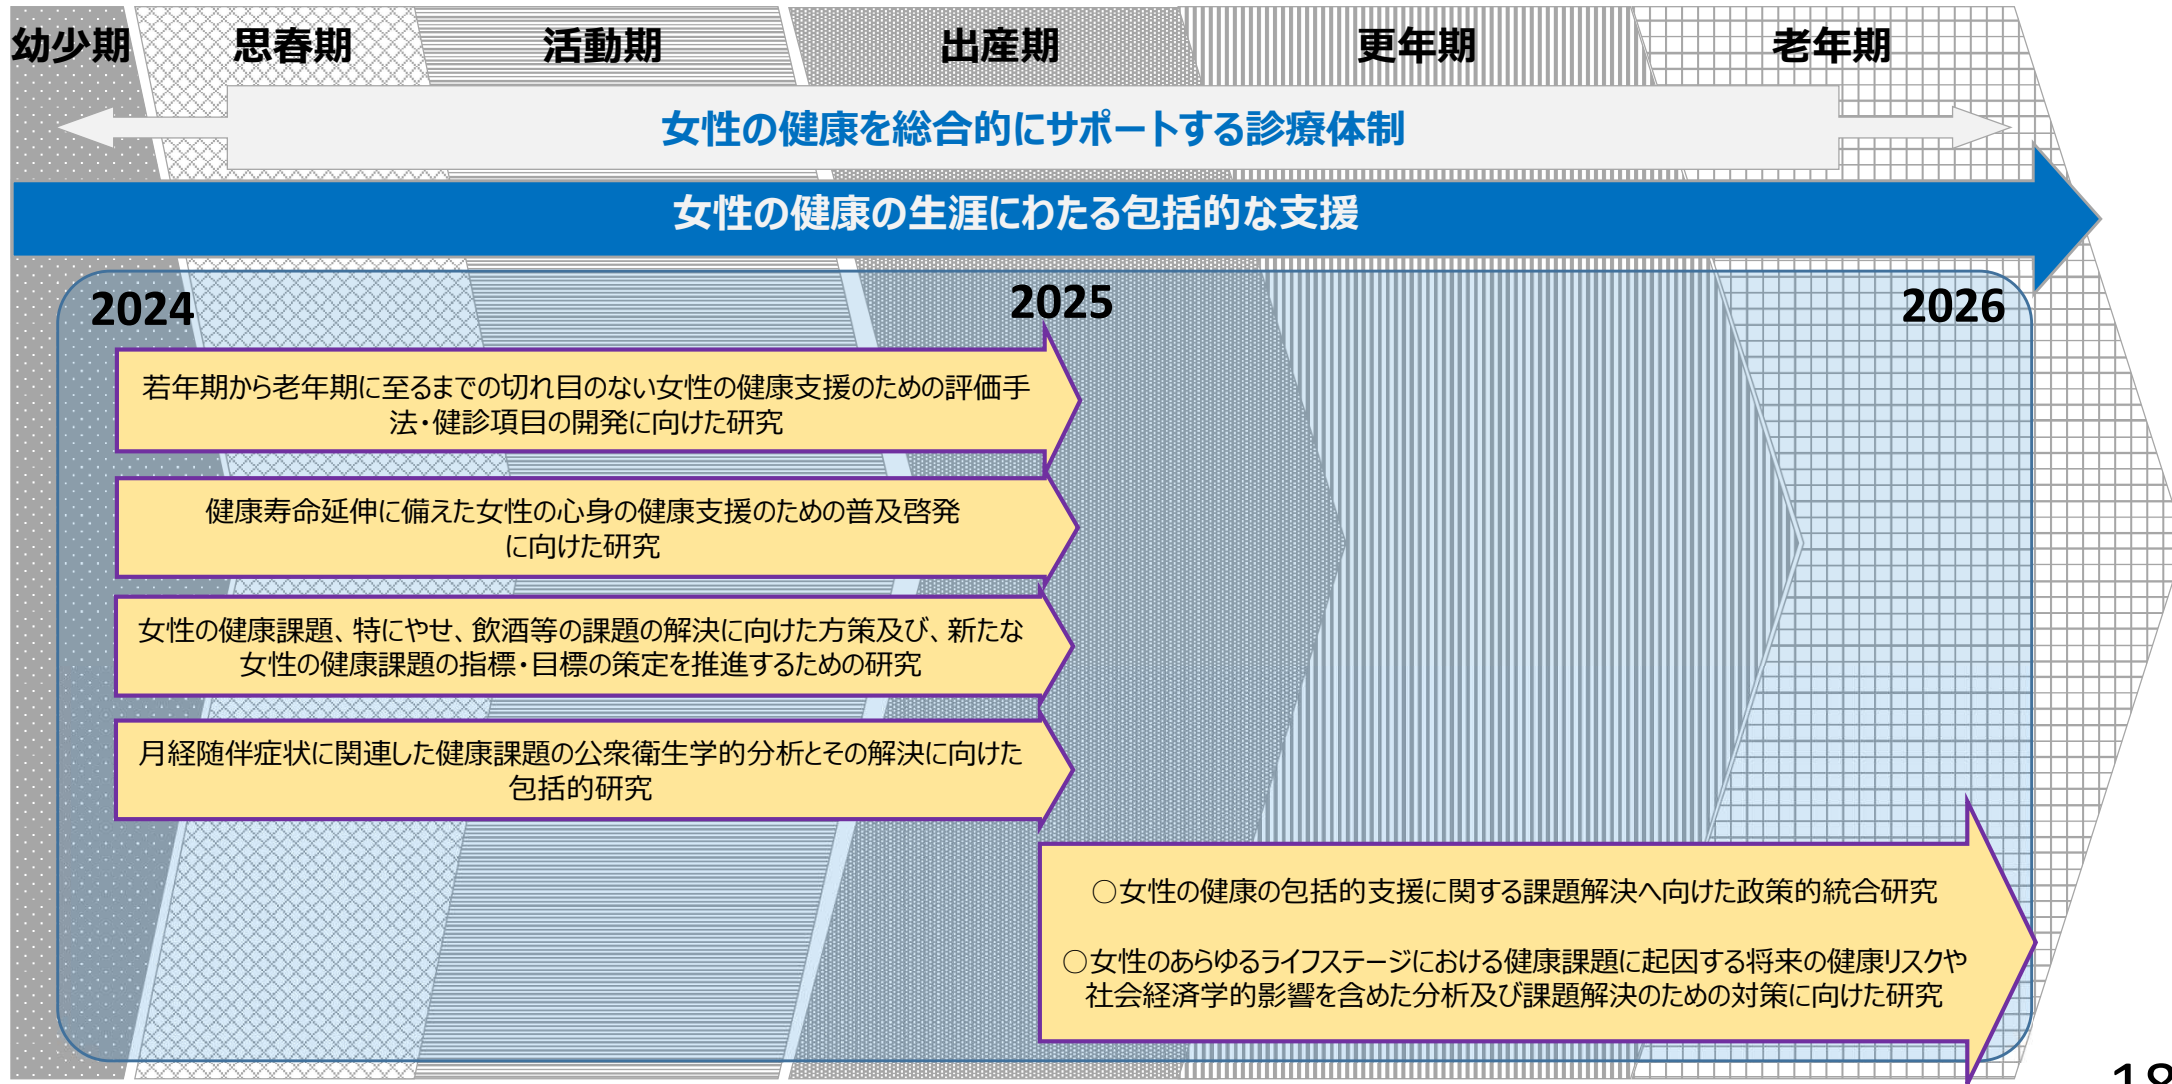 幼少期
思春期
活動期
出産期
更年期
老年期
女性の健康を総合的にサポートする診療体制
女性の健康の生涯にわたる包括的な支援
2024
2025
2026
若年期から老年期に至るまでの切れ目のない女性の健康支援のための評価手
法・健診項目の開発に向けた研究
健康寿命延伸に備えた女性の心身の健康支援のための普及啓発
に向けた研究
女性の健康課題、特にやせ、飲酒等の課題の解決に向けた方策及び、新たな
女性の健康課題の指標・目標の策定を推進するための研究
月経随伴症状に関連した健康課題の公衆衛生学的分析とその解決に向けた
包括的研究
○女性の健康の包括的支援に関する課題解決へ向けた政策的統合研究
○女性のあらゆるライフステージにおける健康課題に起因する将来の健康リスクや
社会経済学的影響を含めた分析及び課題解決のための対策に向けた研究